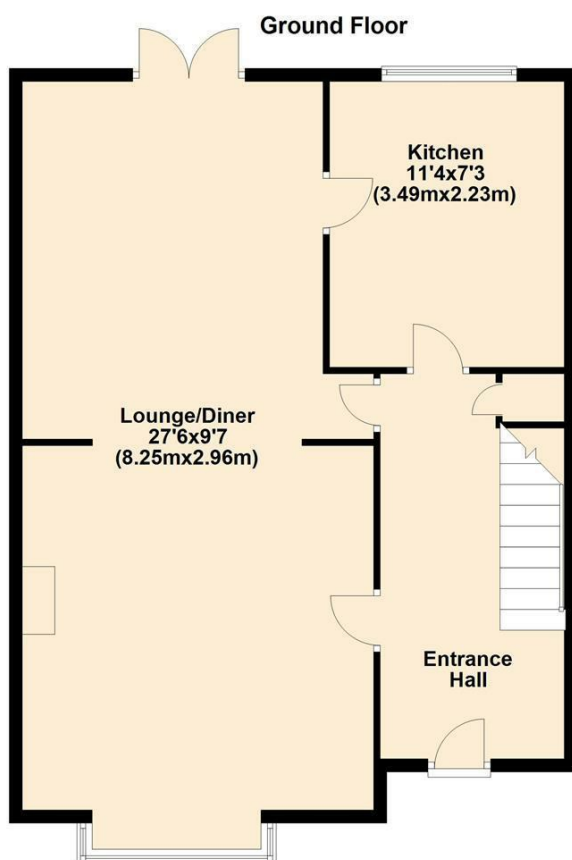 Ground Floor
Kitchen
11'4x7'3
(3.49mx2.23m)
Lounge/Diner
27'6x9'7
(8.25mx2.96m)
Entrance
Hall